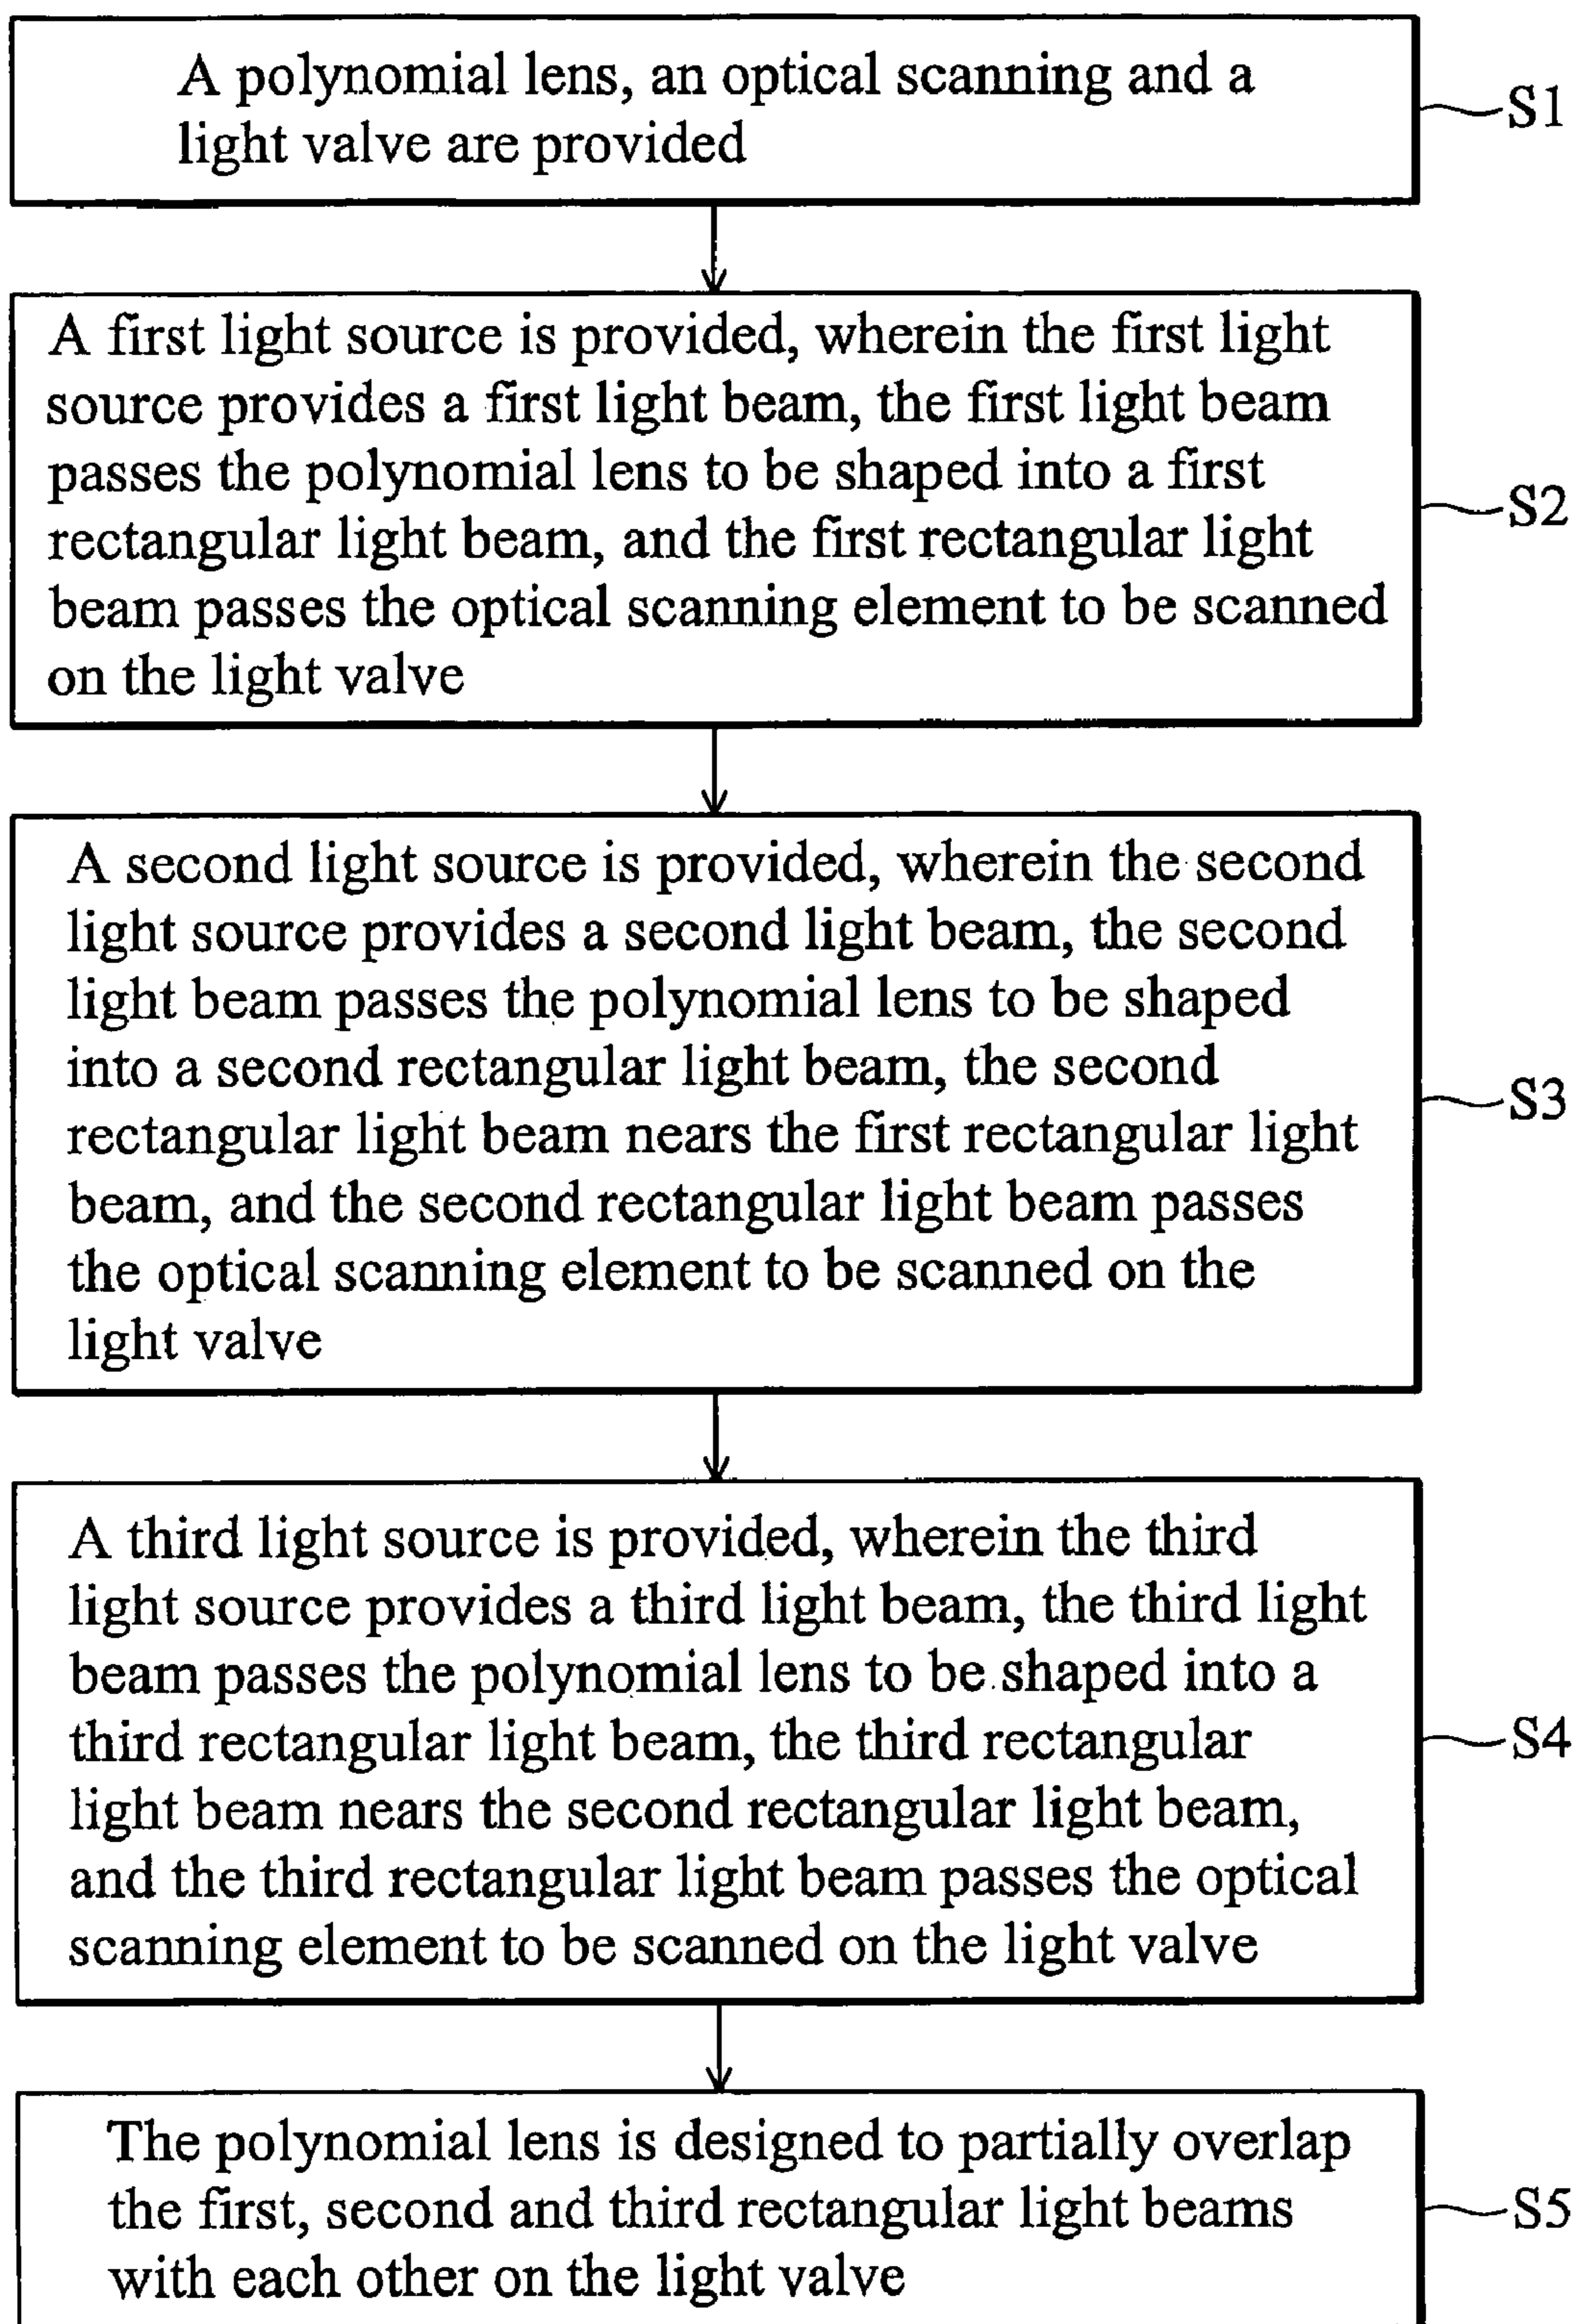 A polynomial lens, an optical scanning and a
light valve are provided
S1
A first light source is provided, wherein the first light
source provides a first light beam, the first light beam
passes the polynomial lens to be shaped into a first
rectangular light beam, and the first rectangular light
beam passes the optical scanning element to be scanned
on the light valve
S2
A second light source is provided, wherein the second
light source provides a second light beam, the second
light beam passes the polynomial lens to be shaped
into a second rectangular light beam, the second
rectangular light beam nears the first rectangular light
beam, and the second rectangular light beam passes
the optical scanning element to be scanned on the
light valve
S3
A third light source is provided, wherein the third
light source provides a third light beam, the third light
beam passes the polynomial lens to be shaped into a
third rectangular light beam, the third rectangular
light beam nears the second rectangular light beam,
and the third rectangular light beam passes the optical
scanning element to be scanned on the light valve
S4
The polynomial lens is designed to partially overlap
the first, second and third rectangular light beams
with each other on the light valve
S5